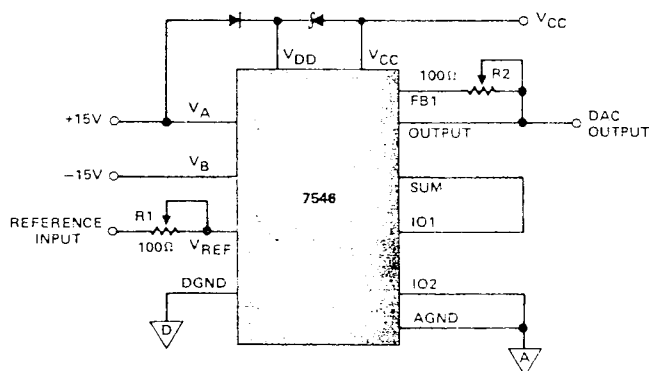 VCC
VDD
VCC
100Ω
R2
FB1
+15V
VA
OUTPUT
DAC
OUTPUT
-15V
VB
7546
SUM
REFERENCE
INPUT
R1
100Ω
VREF
IO1
DGND
IO2
AGND
D
A